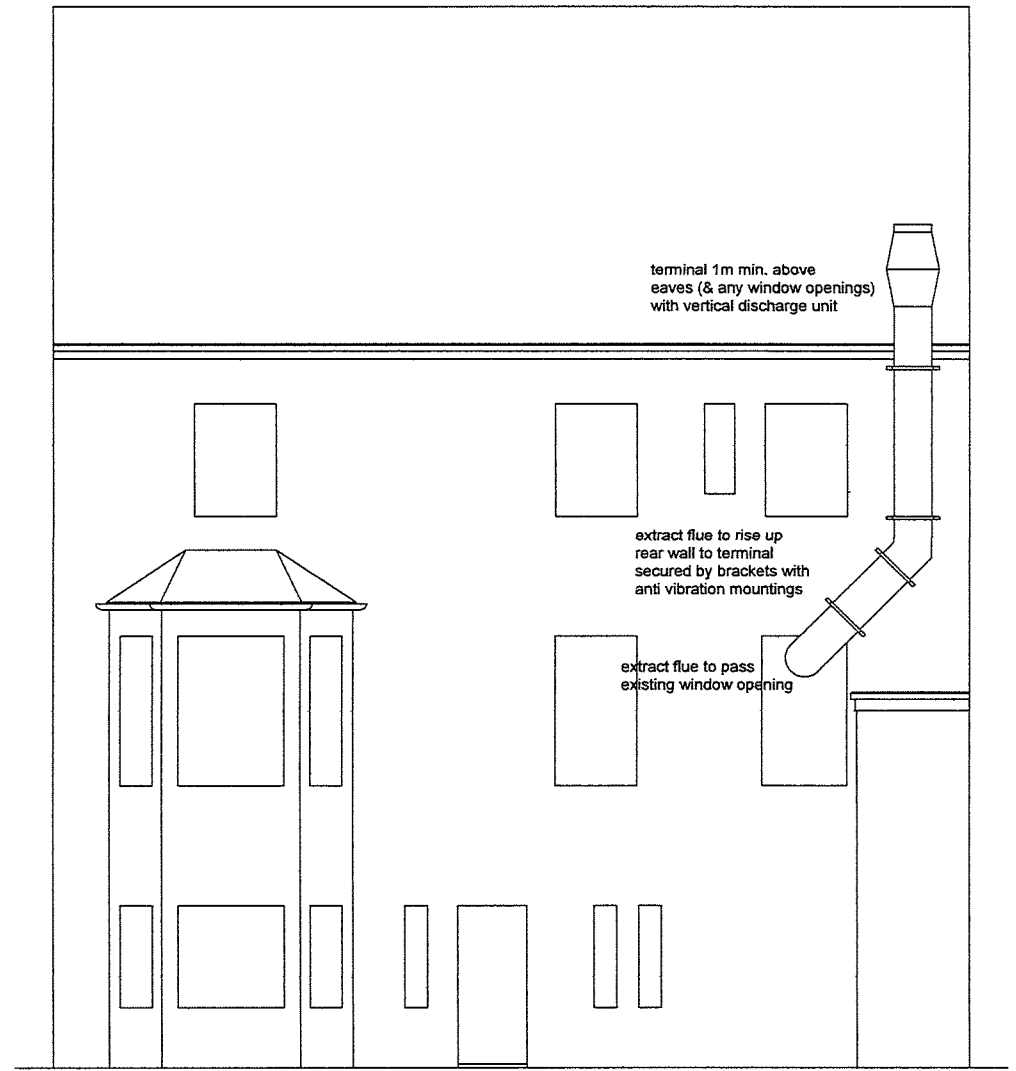 terminal 1m min. above
eaves (& any window openings)
with vertical discharge unit
extract flue to rise up
rear wall to terminal
secured by brackets with
anti vibration mountings
extract flue to pass
existing window opening